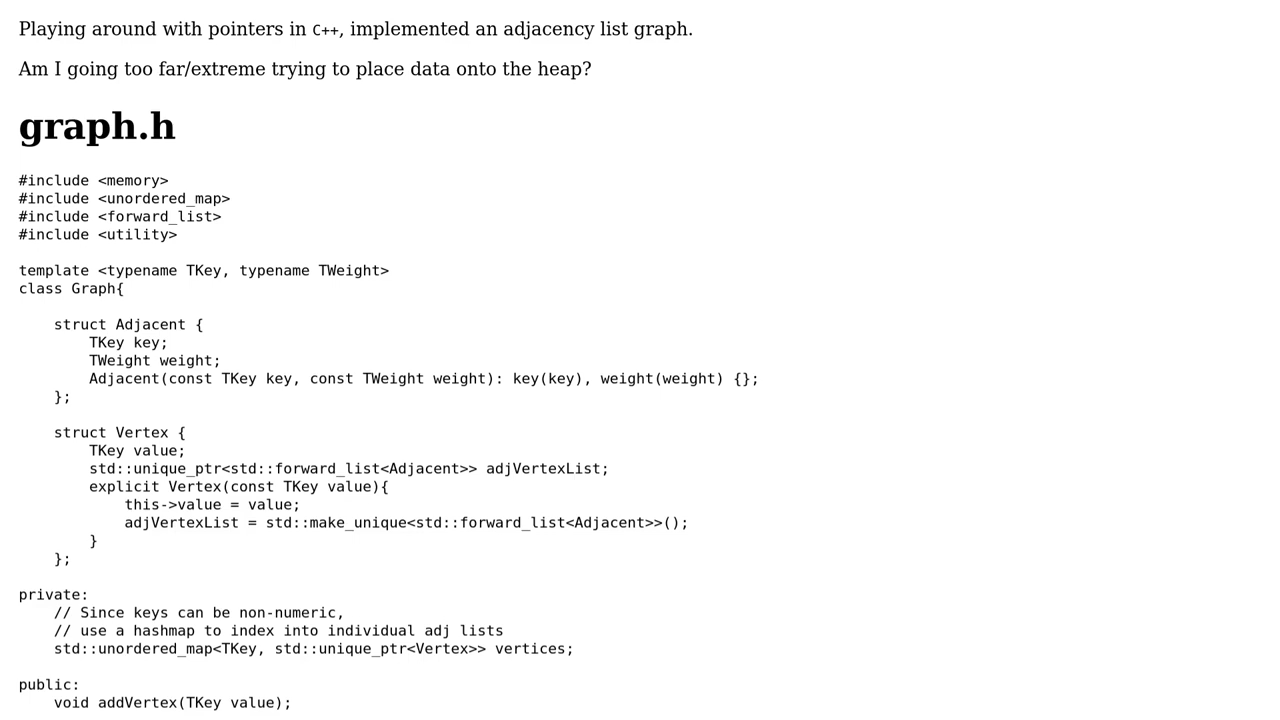 Playing around with pointers in C++, implemented an adjacency list graph.
Am I going too far/extreme trying to place data onto the heap?
graph.h
#include <memory>
#include <unordered_map>
#include <forward_list>
#include <utility>
template <typename TKey, typename TWeight>
class Graph{
    struct Adjacent {
        TKey key;
        TWeight weight;
        Adjacent(const TKey key, const TWeight weight): key(key), weight(weight) {};
    };
    struct Vertex {
        TKey value;
        std::unique_ptr<std::forward_list<Adjacent>> adjVertexList;
        explicit Vertex(const TKey value){
            this->value = value;
            adjVertexList = std::make_unique<std::forward_list<Adjacent>>();
        }
    };
private:
    // Since keys can be non-numeric,
    // use a hashmap to index into individual adj lists
    std::unordered_map<TKey, std::unique_ptr<Vertex>> vertices;
public:
    void addVertex(TKey value);